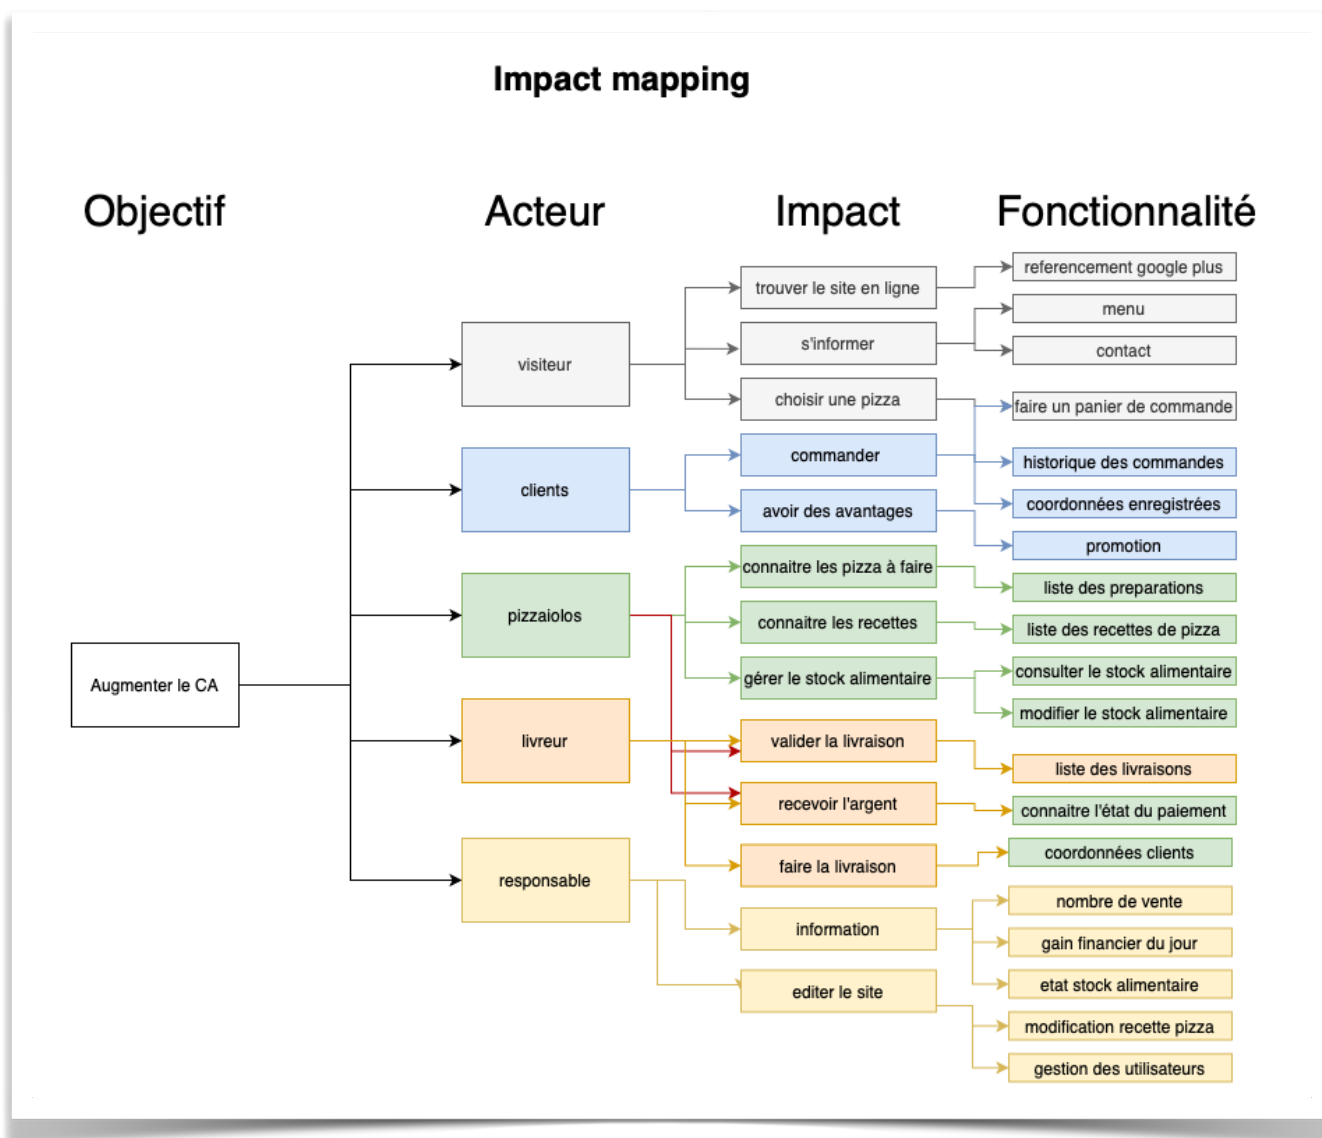 Impact mapping
Objectif
Acteur
Impact
Fonctionnalité
Augmenter le CA
visiteur
clients
pizzaiolos
livreur
responsable
trouver le site en ligne
s'informer
choisir une pizza
commander
avoir des avantages
connaitre les pizza à faire
connaitre les recettes
gérer le stock alimentaire
valider la livraison
recevoir l'argent
faire la livraison
information
editer le site
referencement google plus
menu
contact
faire un panier de commande
historique des commandes
coordonnées enregistrées
promotion
liste des preparations
liste des recettes de pizza
consulter le stock alimentaire
modifier le stock alimentaire
liste des livraisons
connaitre l'état du paiement
coordonnées clients
nombre de vente
gain financier du jour
etat stock alimentaire
modification recette pizza
gestion des utilisateurs